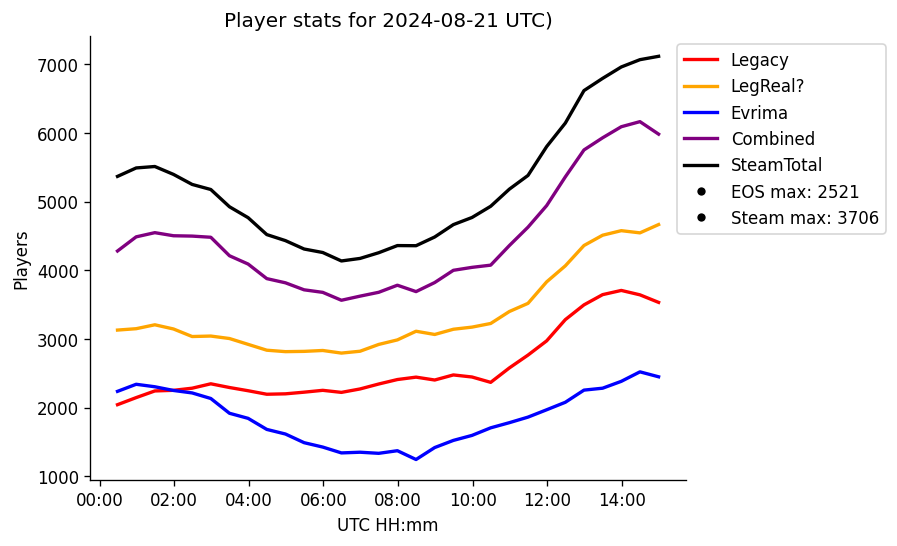 Player stats for 2024-08-21 UTC)
Players
7000
6000
5000
4000
3000
2000
1000
00:00 02:00 04:00 06:00 08:00 10:00 12:00 14:00
UTC HH:mm
Legacy
LegReal?
Evrima
Combined
SteamTotal
EOS max: 2521
Steam max: 3706